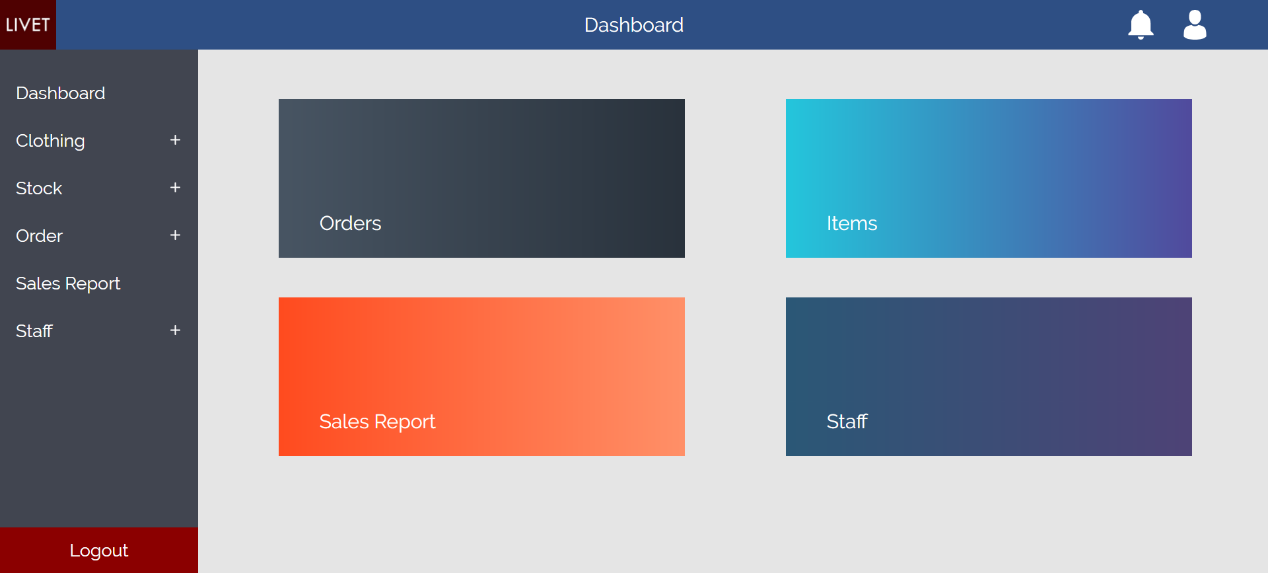 LIVET
Dashboard
Dashboard
Clothing +
Stock +
Order +
Sales Report
Staff +
Logout
Orders
Items
Sales Report
Staff